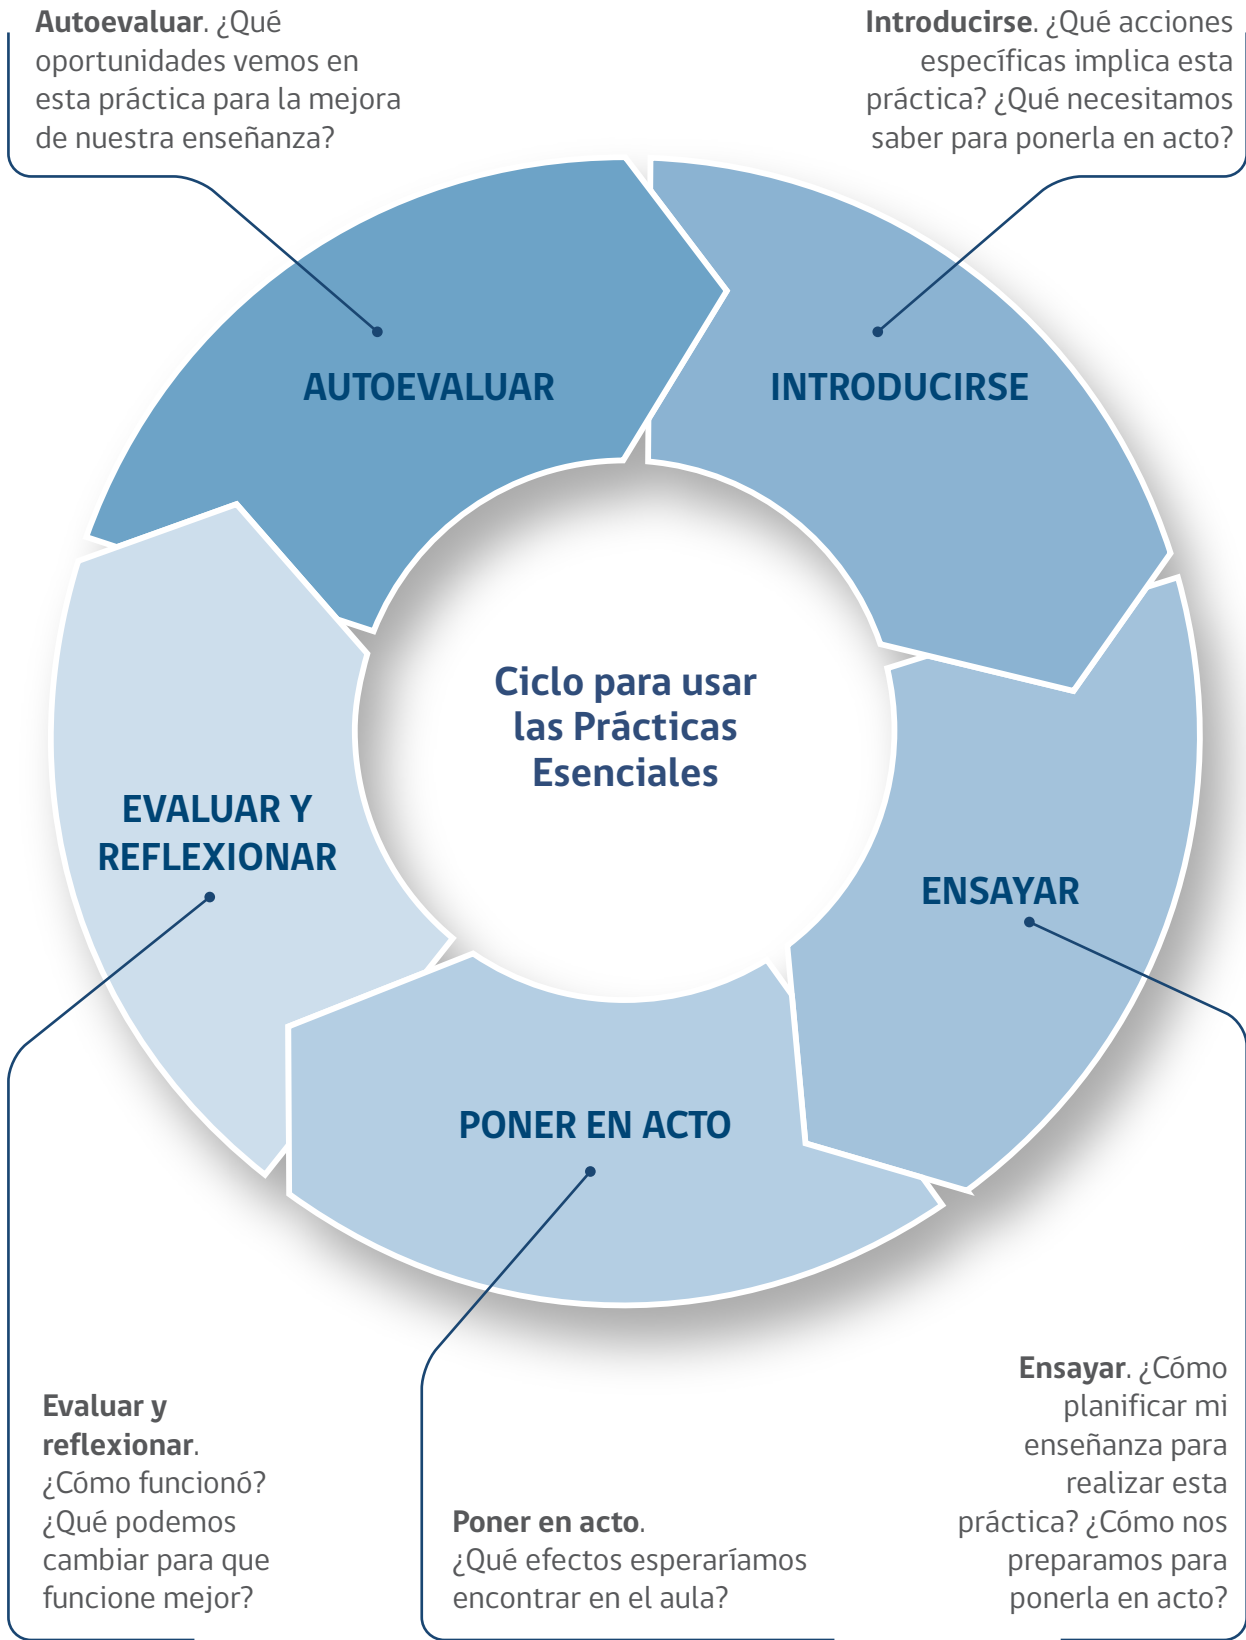 Autoevaluar. ¿Qué
oportunidades vemos en
esta práctica para la mejora
de nuestra enseñanza?
Introducirse. ¿Qué acciones
específicas implica esta
práctica? ¿Qué necesitamos
saber para ponerla en acto?
AUTOEVALUAR
INTRODUCIRSE
Ciclo para usar
las Prácticas
Esenciales
EVALUAR Y
REFLEXIONAR
ENSAYAR
PONER EN ACTO
Evaluar y
reflexionar.
¿Cómo funcionó?
¿Qué podemos
cambiar para que
funcione mejor?
Poner en acto.
¿Qué efectos esperaríamos
encontrar en el aula?
Ensayar. ¿Cómo
planificar mi
enseñanza para
realizar esta
práctica? ¿Cómo nos
preparamos para
ponerla en acto?